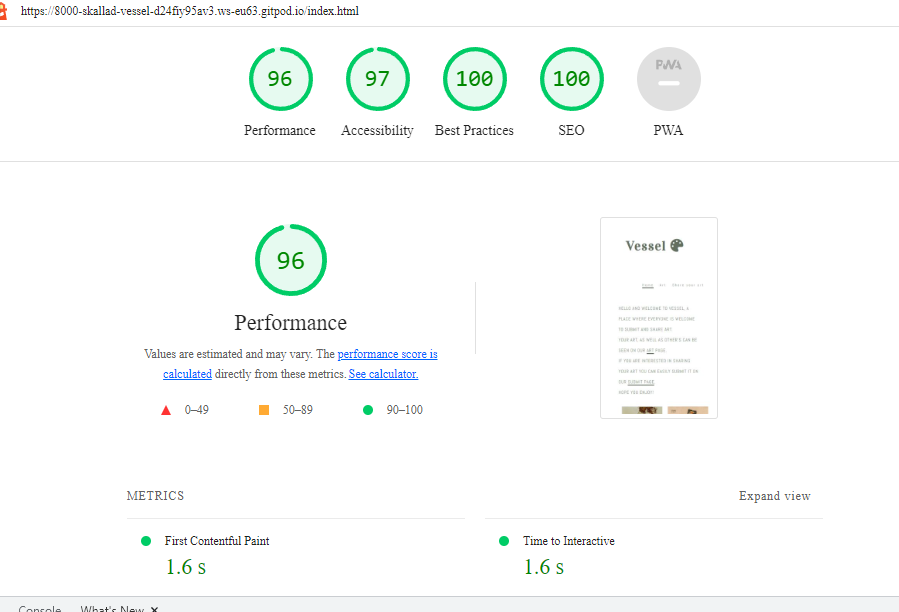 https://8000-skallad-vessel-d24fiy95av3.ws-eu63.gitpod.io/index.html
96
97
100
100
PWA
Performance
Accessibility
Best Practices
SEO
PWA
96
Performance
Values are estimated and may vary. The performance score is
calculated directly from these metrics. See calculator.
0–49
50–89
90–100
Vessel
Home Art Share your art
HELLO AND WELCOME TO VESSEL, A
PLACE WHERE EVERYONE IS WELCOME
TO SUBMIT AND SHARE ART.
YOUR ART, AS WELL AS OTHER'S CAN BE
SEEN ON OUR ART PAGE.
IF YOU ARE INTERESTED IN SHARING
YOUR ART YOU CAN EASILY SUBMIT IT ON
OUR SUBMIT PAGE.
HOPE YOU ENJOY!
METRICS
Expand view
First Contentful Paint
1.6 s
Time to Interactive
1.6 s
Console
What's New